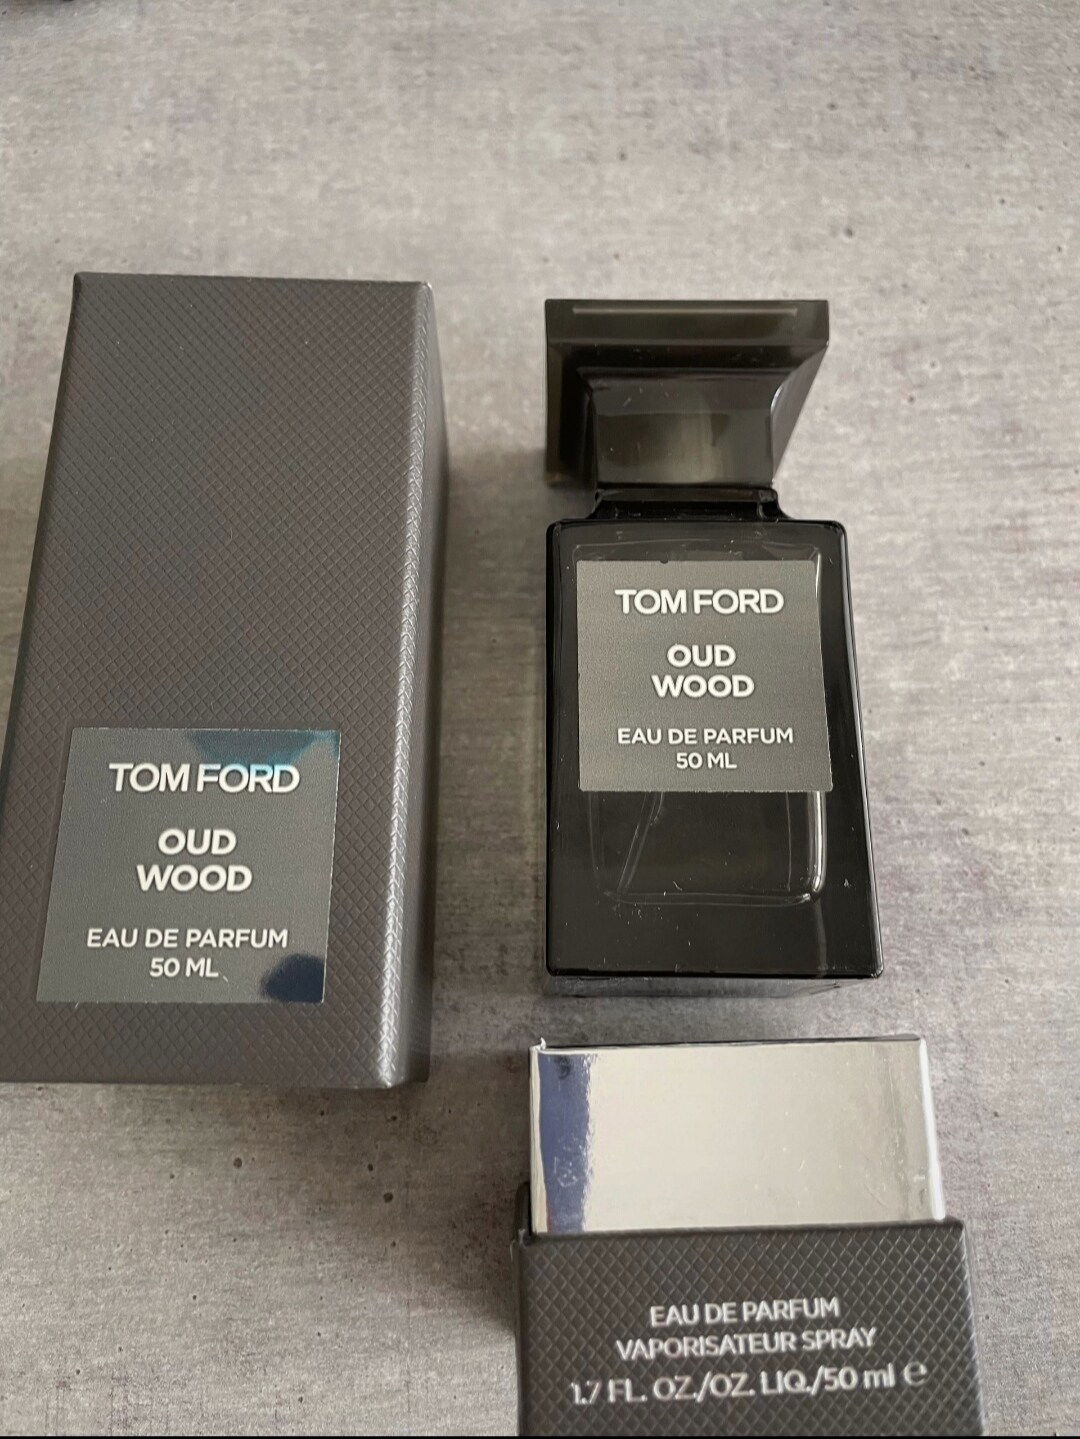 TOM FORD
OUD
WOOD
EAU DE PARFUM
50 ML
TOM FORD
OUD
WOOD
EAU DE PARFUM
50 ML
EAU DE PARFUM
VAPORISATEUR SPRAY
1.7 FL. OZ./OZ. LIQ./50 ml ℮